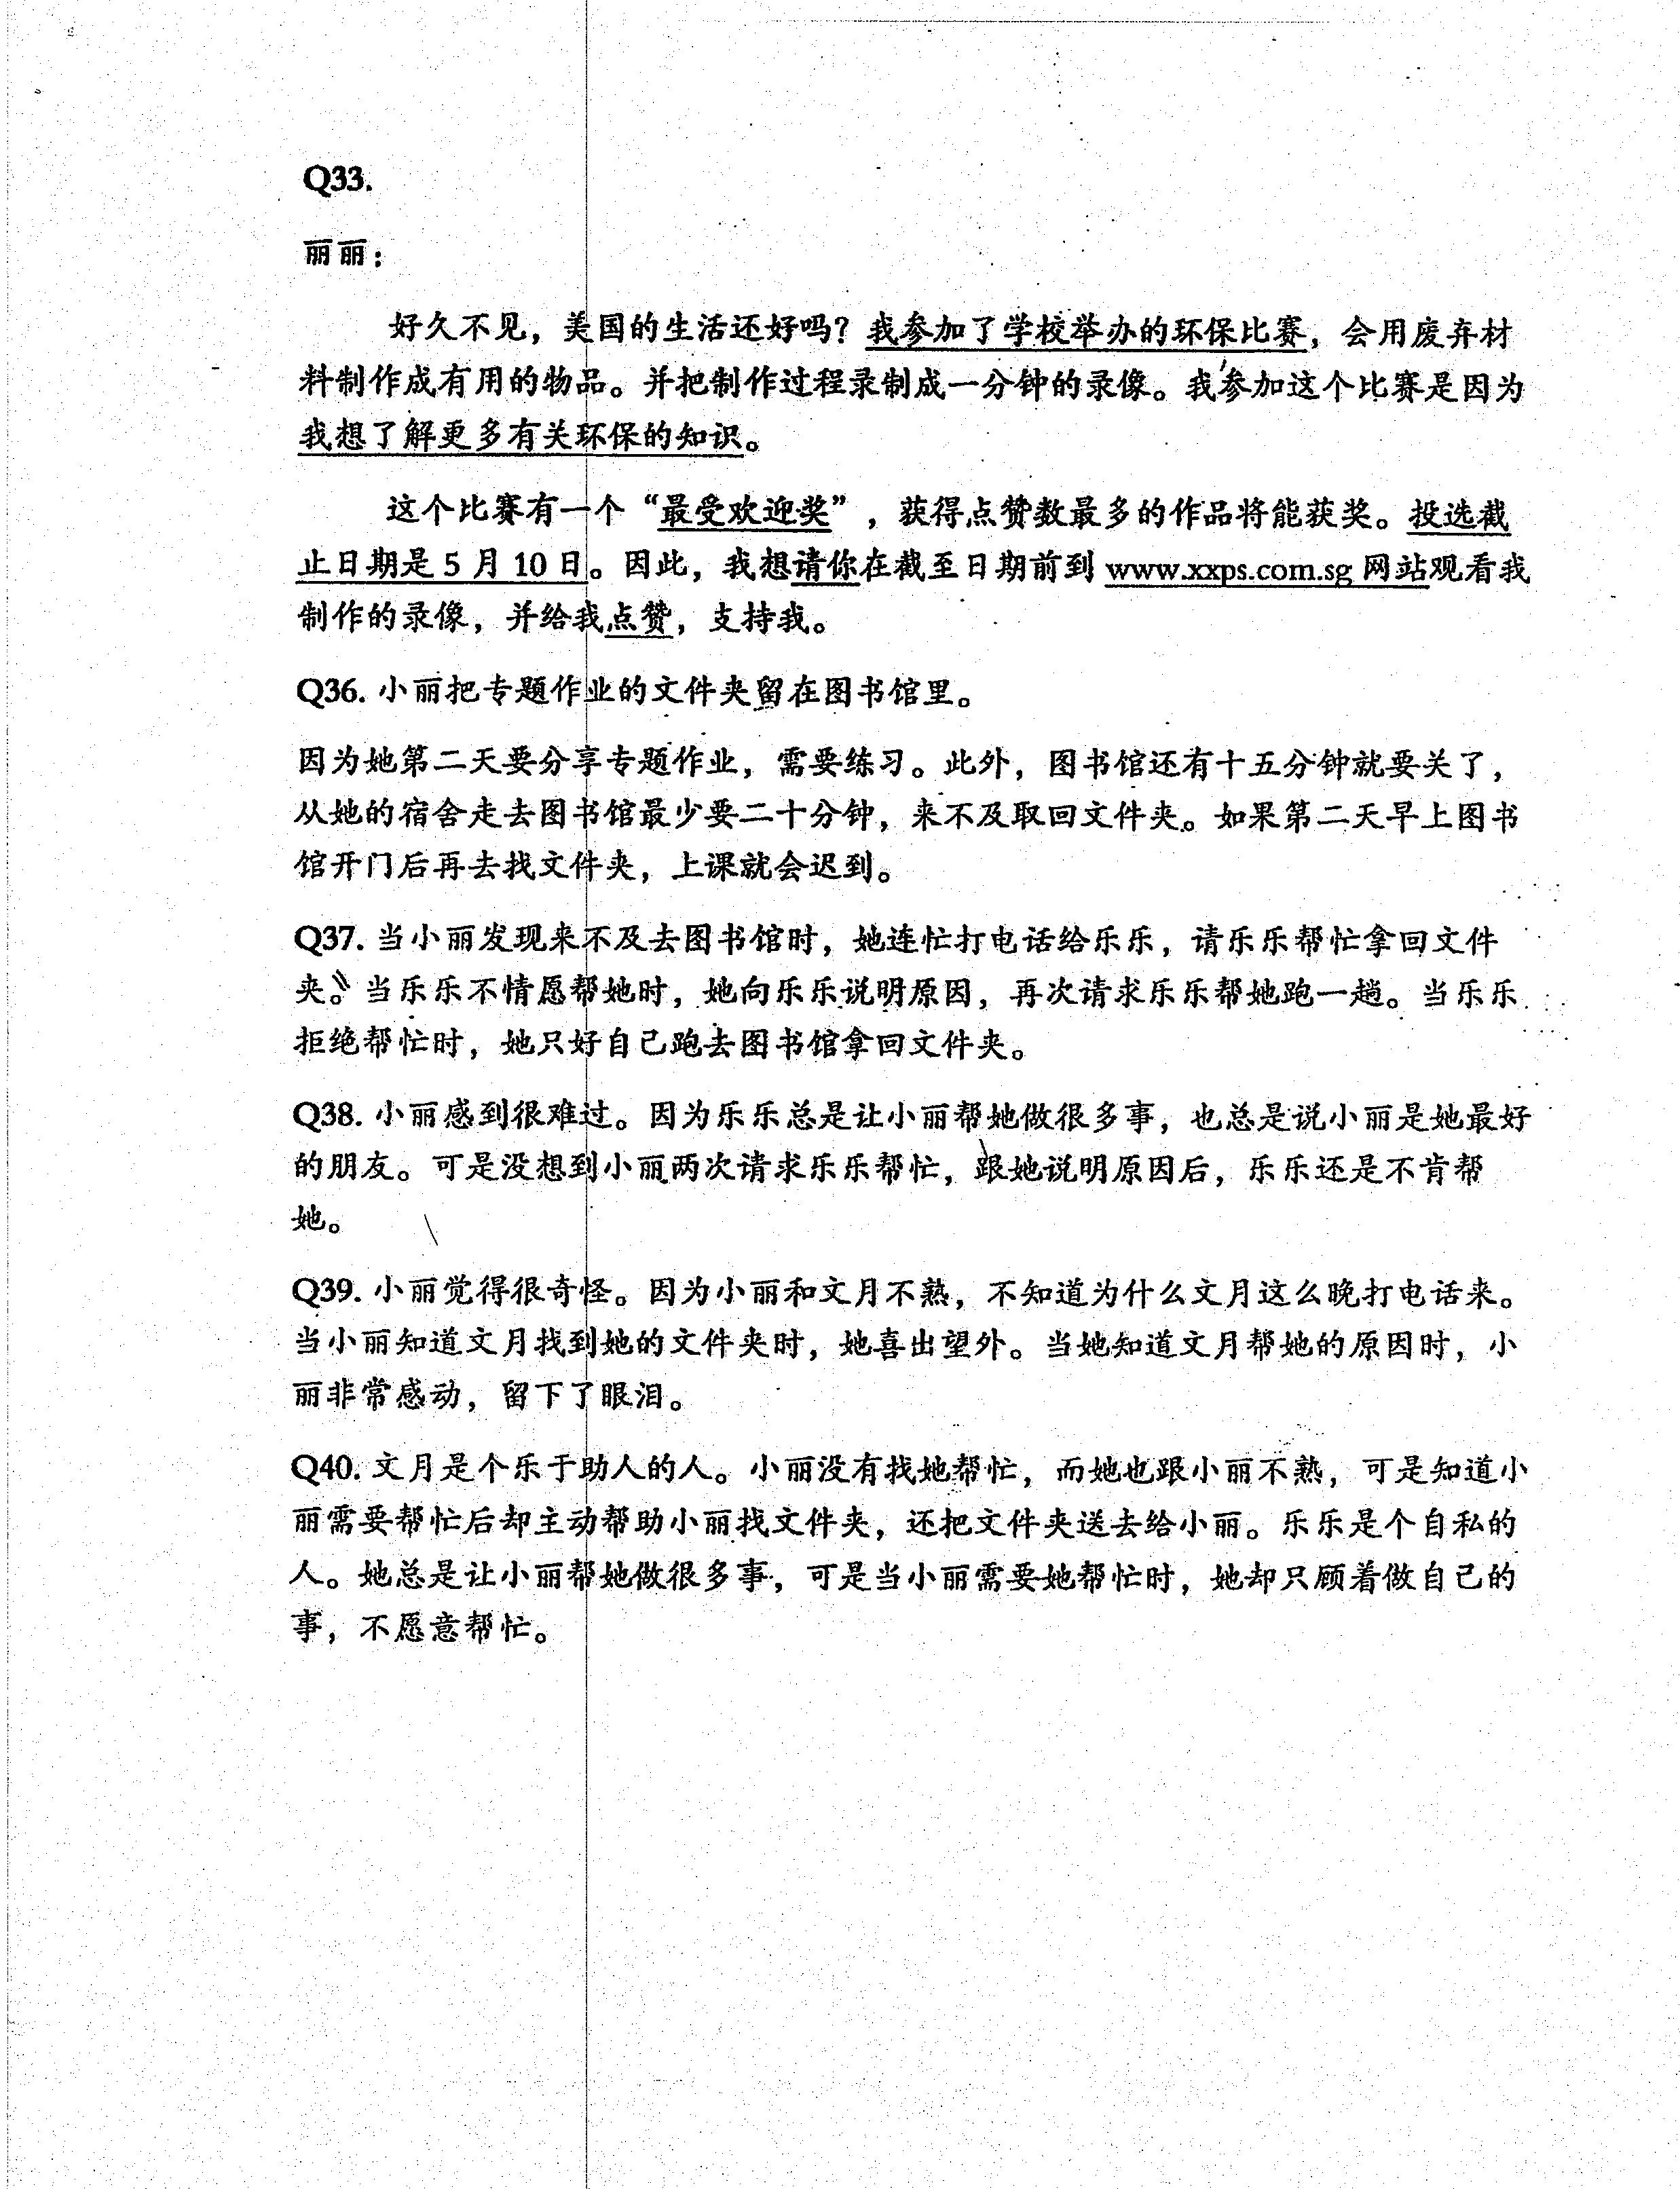 Q33.
丽丽：
好久不见，美国的生活还好吗？我参加了学校举办的环保比赛，会用废弃材
料制作成有用的物品。并把制作过程录制成一分钟的录像。我参加这个比赛是因为
我想了解更多有关环保的知识。
这个比赛有一个“最受欢迎奖”，获得点赞数最多的作品将能获奖。投选截
止日期是 5 月 10 日。因此，我想请你在截至日期前到 www.xxps.com.sg 网站观看我
制作的录像，并给我点赞，支持我。
Q36. 小丽把专题作业的文件夹留在图书馆里。
因为她第二天要分享专题作业，需要练习。此外，图书馆还有十五分钟就要关了，
从她的宿舍走去图书馆最少要二十分钟，来不及取回文件夹。如果第二天早上图书
馆开门后再去找文件夹，上课就会迟到。
Q37. 当小丽发现来不及去图书馆时，她连忙打电话给乐乐，请乐乐帮忙拿回文件
夹。当乐乐不情愿帮她时，她向乐乐说明原因，再次请求乐乐帮她跑一趟。当乐乐
拒绝帮忙时，她只好自己跑去图书馆拿回文件夹。
Q38. 小丽感到很难过。因为乐乐总是让小丽帮她做很多事，也总是说小丽是她最好
的朋友。可是没想到小丽两次请求乐乐帮忙，跟她说明原因后，乐乐还是不肯帮
她。
Q39. 小丽觉得很奇怪。因为小丽和文月不熟，不知道为什么文月这么晚打电话来。
当小丽知道文月找到她的文件夹时，她喜出望外。当她知道文月帮她的原因时，小
丽非常感动，留下了眼泪。
Q40. 文月是个乐于助人的人。小丽没有找她帮忙，而她也跟小丽不熟，可是知道小
丽需要帮忙后却主动帮助小丽找文件夹，还把文件夹送去给小丽。乐乐是个自私的
人。她总是让小丽帮她做很多事，可是当小丽需要她帮忙时，她却只顾着做自己的
事，不愿意帮忙。